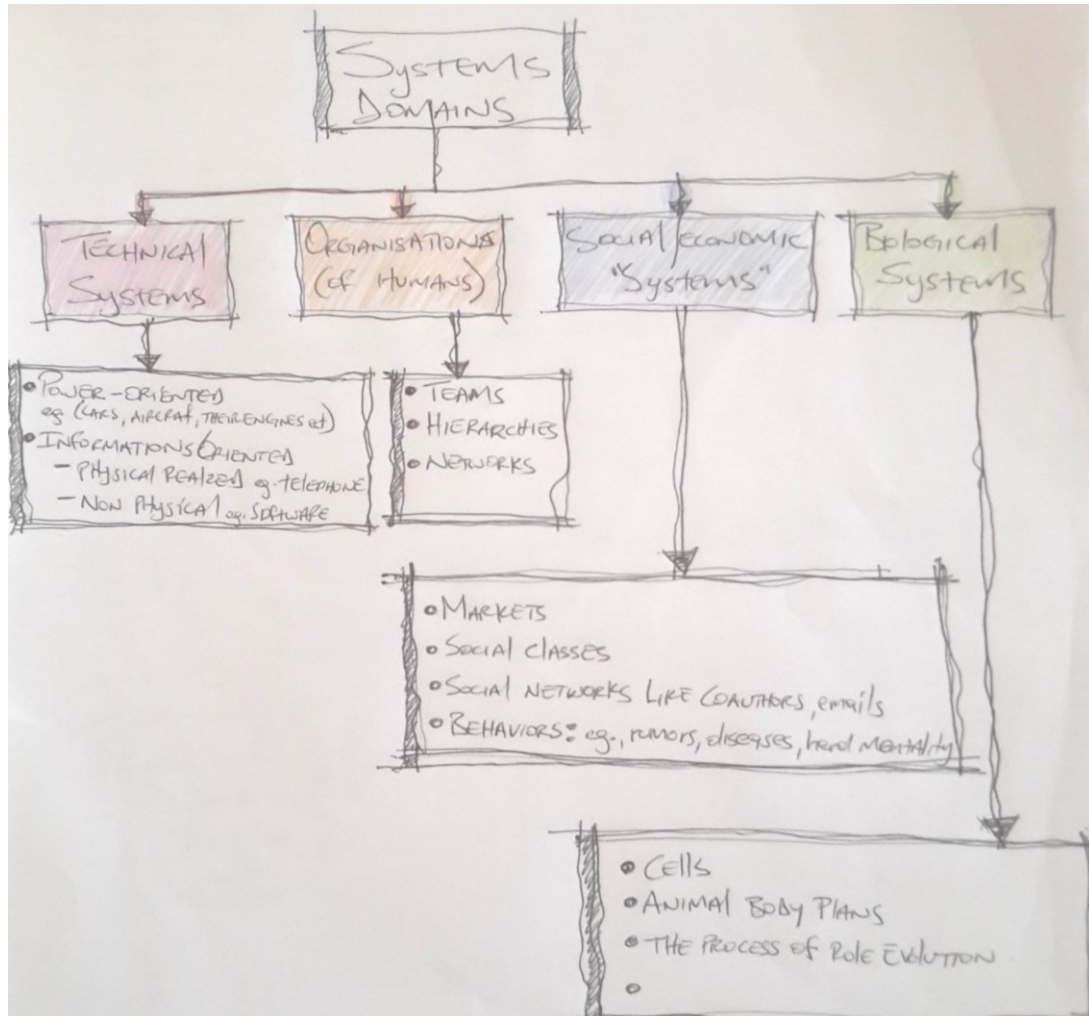 SYSTEMS
DOMAINS
TECHNICAL
SYSTEMS
ORGANISATIONS
(of HUMANS)
SOCIAL ECONOMIC
"SYSTEMS"
BIOLOGICAL
SYSTEMS
• POWER-ORIENTED
eg (CARS, AIRCRAF, THEIR ENGINES et)
• INFORMATIONS ORIENTED
– PHYSICAL REALIZED eg. TELEPHONE
– NON PHYSICAL eg. SOFTWARE
• TEAMS
• HIERARCHIES
• NETWORKS
• MARKETS
• SOCIAL CLASSES
• SOCIAL NETWORKS LIKE COAUTHORS, emails
• BEHAVIORS: eg., rumors, diseases, herd MENTALITY
• CELLS
• ANIMAL BODY PLANS
• THE PROCESS OF ROLE EVOLUTION
•